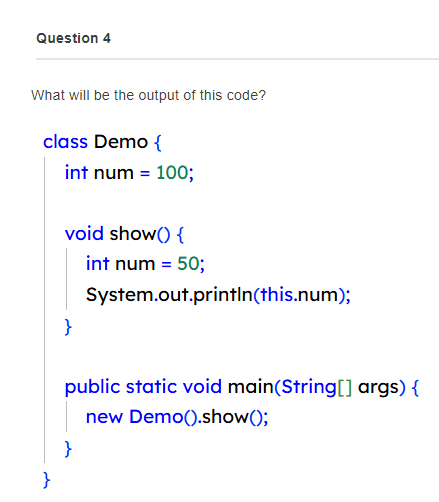 Question 4
What will be the output of this code?
class Demo {
int num = 100;
void show() {
int num = 50;
System.out.println(this.num);
}
public static void main(String[] args) {
new Demo().show();
}
}